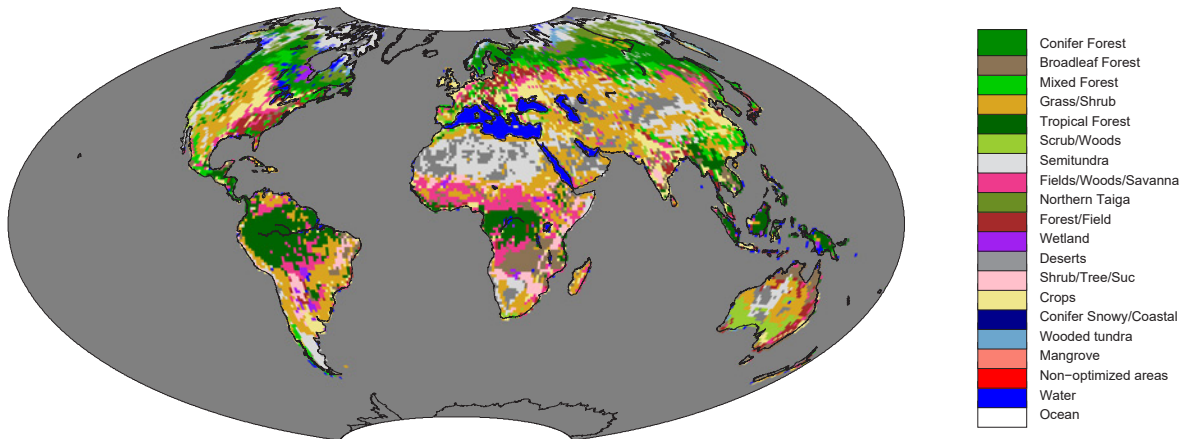 Conifer Forest
Broadleaf Forest
Mixed Forest
Grass/Shrub
Tropical Forest
Scrub/Woods
Semitundra
Fields/Woods/Savanna
Northern Taiga
Forest/Field
Wetland
Deserts
Shrub/Tree/Suc
Crops
Conifer Snowy/Coastal
Wooded tundra
Mangrove
Non−optimized areas
Water
Ocean